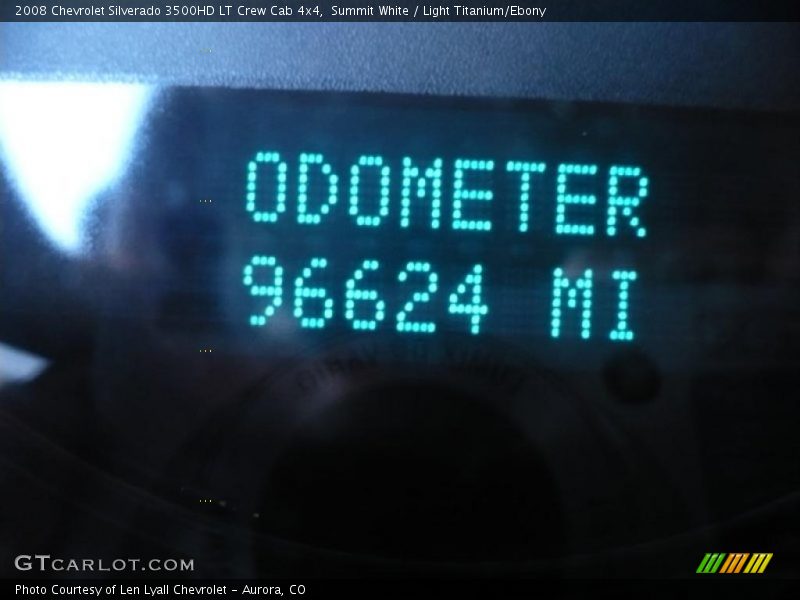 2008 Chevrolet Silverado 3500HD LT Crew Cab 4x4, Summit White / Light Titanium/Ebony
ODOMETER
96624 MI
GTCARLOT.COM
Photo Courtesy of Len Lyall Chevrolet - Aurora, CO